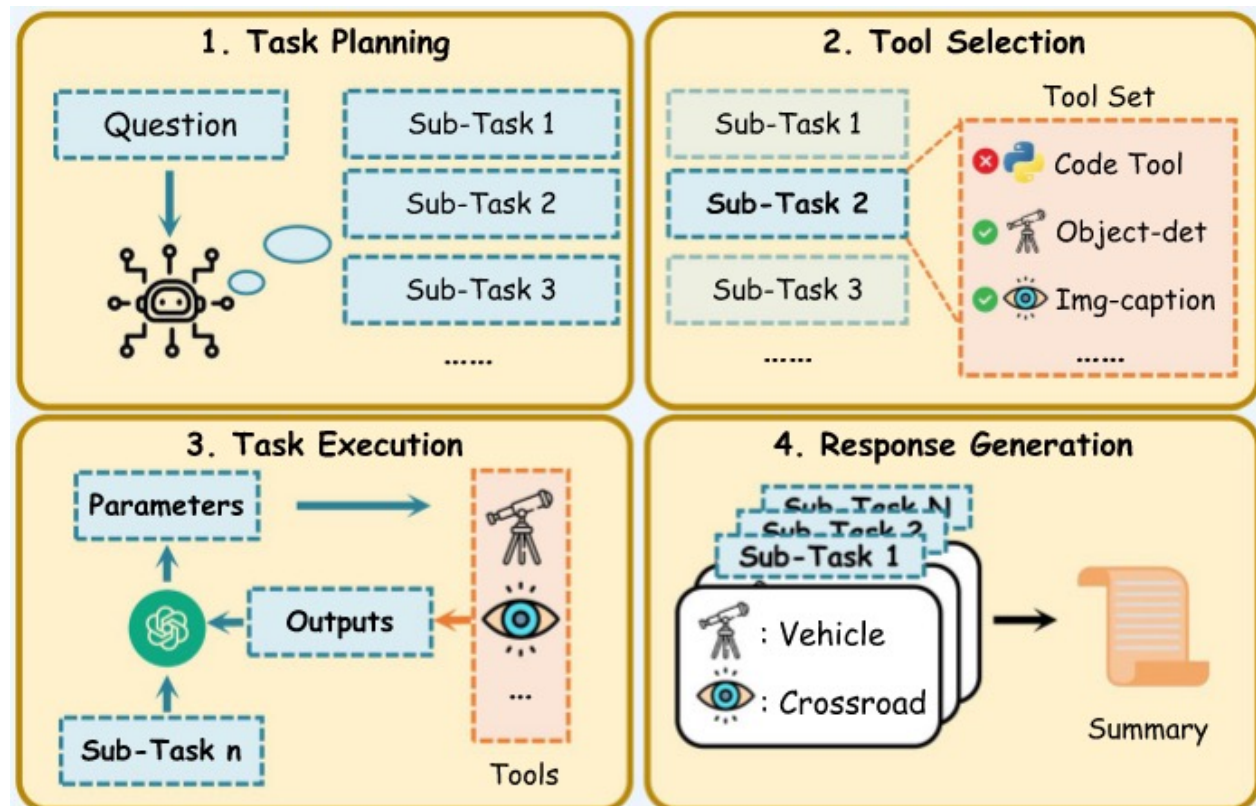 1. Task Planning
Question
Sub-Task 1
Sub-Task 2
Sub-Task 3
......
2. Tool Selection
Sub-Task 1
Sub-Task 2
Sub-Task 3
......
Tool Set
Code Tool
Object-det
Img-caption
......
3. Task Execution
Parameters
Outputs
Sub-Task n
...
Tools
4. Response Generation
Sub-Task N
Sub-Task 2
Sub-Task 1
: Vehicle
: Crossroad
Summary